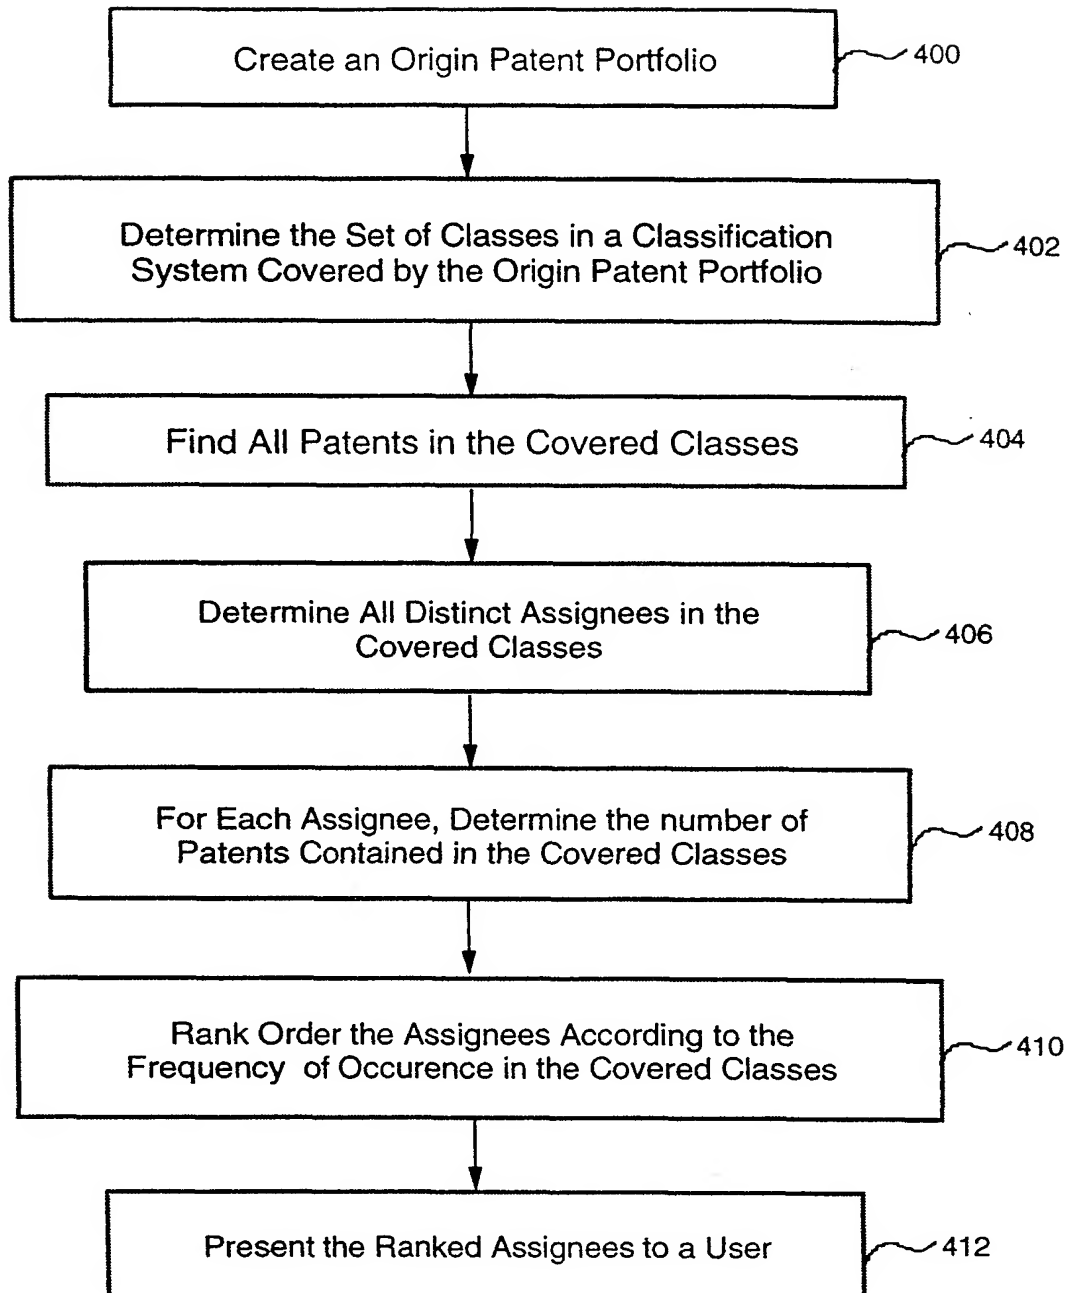 Create an Origin Patent Portfolio
400
Determine the Set of Classes in a Classification
System Covered by the Origin Patent Portfolio
402
Find All Patents in the Covered Classes
404
Determine All Distinct Assignees in the
Covered Classes
406
For Each Assignee, Determine the number of
Patents Contained in the Covered Classes
408
Rank Order the Assignees According to the
Frequency of Occurence in the Covered Classes
410
Present the Ranked Assignees to a User
412